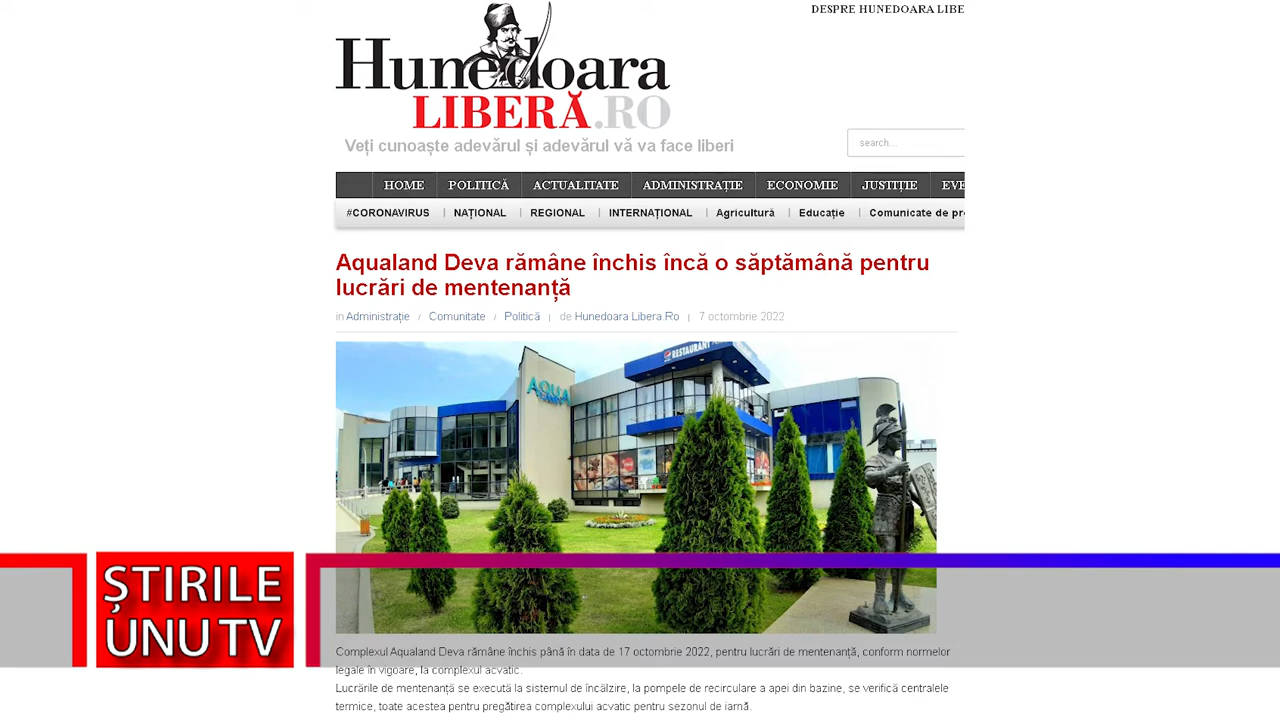 DESPRE HUNEDOARA LIBE
Hunedoara
LIBERĂ.RO
Veți cunoaște adevărul și adevărul vă va face liberi
search...
HOME POLITICĂ ACTUALITATE ADMINISTRAȚIE ECONOMIE JUSTIȚIE EVE
#CORONAVIRUS | NAȚIONAL | REGIONAL | INTERNAȚIONAL | Agricultură | Educație | Comunicate de pre
Aqualand Deva rămâne închis încă o săptămână pentru
lucrări de mentenanță
in Administrație / Comunitate / Politică | de Hunedoara Libera.Ro | 7 octombrie 2022
RESTAURANT
AQUA
ȘTIRILE
UNU TV
Complexul Aqualand Deva rămâne închis până în data de 17 octombrie 2022, pentru lucrări de mentenanță, conform normelor
legale în vigoare, la complexul acvatic.
Lucrările de mentenanță se execută la sistemul de încălzire, la pompele de recirculare a apei din bazine, se verifică centralele
termice, toate acestea pentru pregătirea complexului acvatic pentru sezonul de iarnă.